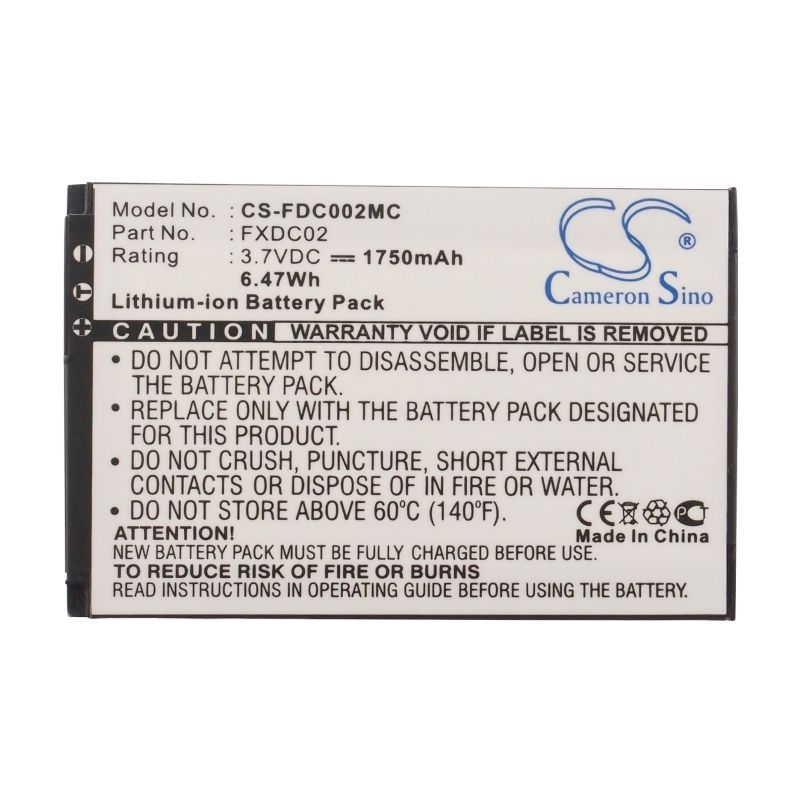 Model No. : CS-FDC002MC
Part No. : FXDC02
Rating : 3.7VDC 1750mAh
6.47Wh
Lithium-ion Battery Pack
CS ®
Cameron Sino
CAUTION WARRANTY VOID IF LABEL IS REMOVED
• DO NOT ATTEMPT TO DISASSEMBLE, OPEN OR SERVICE
THE BATTERY PACK.
• REPLACE ONLY WITH THE BATTERY PACK DESIGNATED
FOR THIS PRODUCT.
• DO NOT CRUSH, PUNCTURE, SHORT EXTERNAL
CONTACTS OR DISPOSE OF IN FIRE OR WATER.
• DO NOT STORE ABOVE 60°C (140°F).
CE
Made In China
ATTENTION!
NEW BATTERY PACK MUST BE FULLY CHARGED BEFORE INITIAL USE.
TO REDUCE RISK OF FIRE OR BURNS
READ INSTRUCTIONS IN OPERATING GUIDE BEFORE USING THE BATTERY.